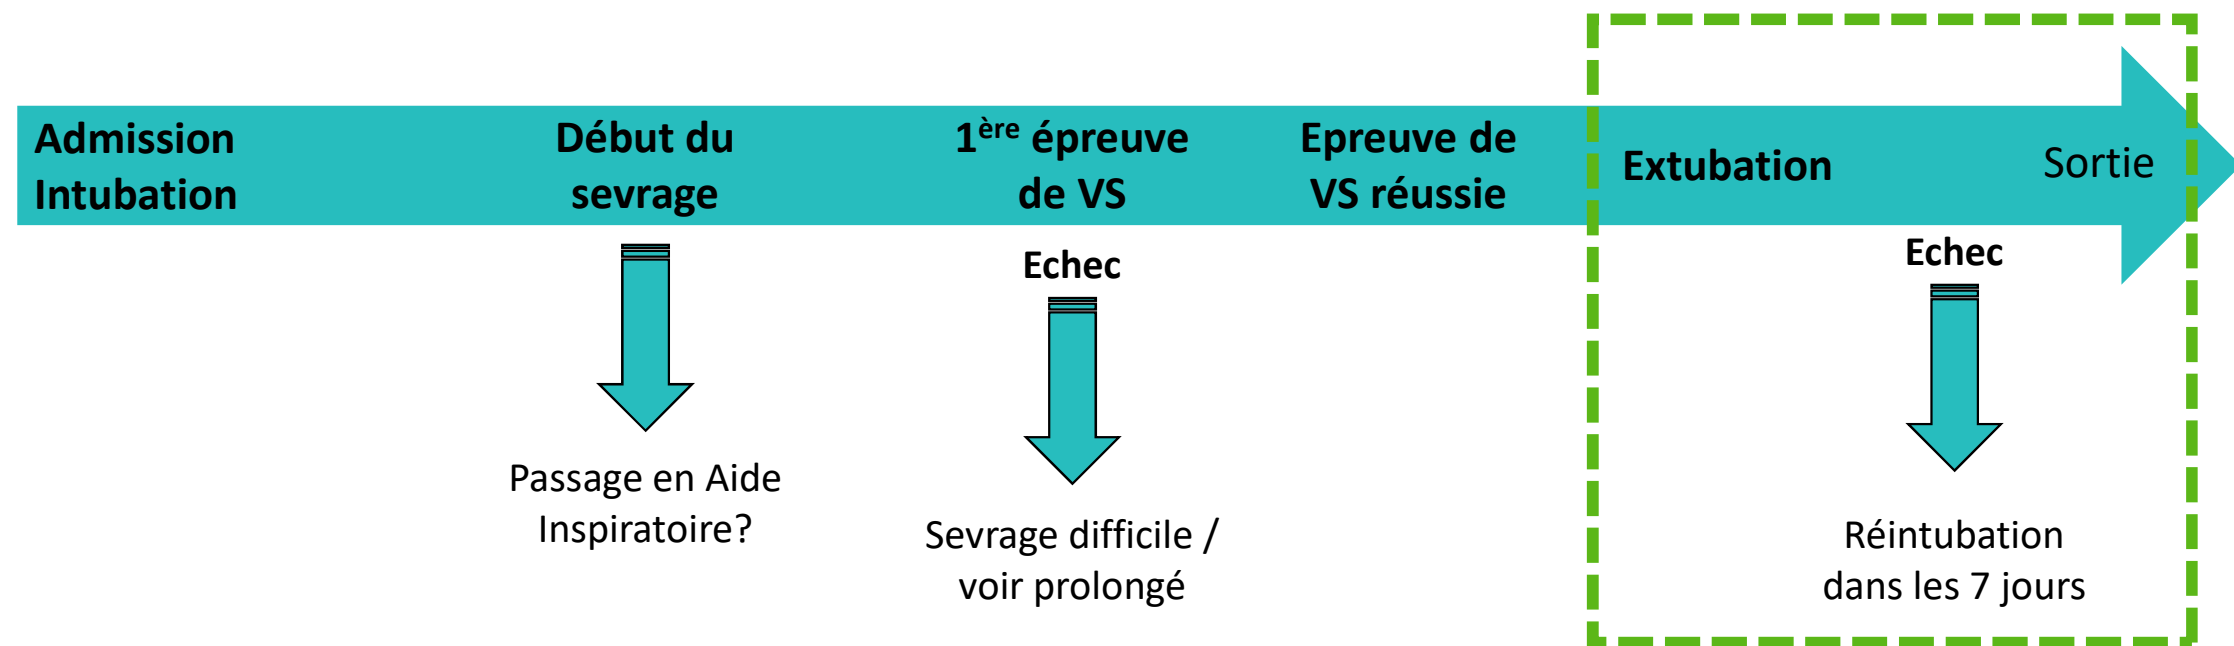 Admission
Intubation
Début du
sevrage
1ère épreuve
de VS
Epreuve de
VS réussie
Extubation
Sortie
Echec
Echec
Passage en Aide
Inspiratoire?
Sevrage difficile /
voir prolongé
Réintubation
dans les 7 jours